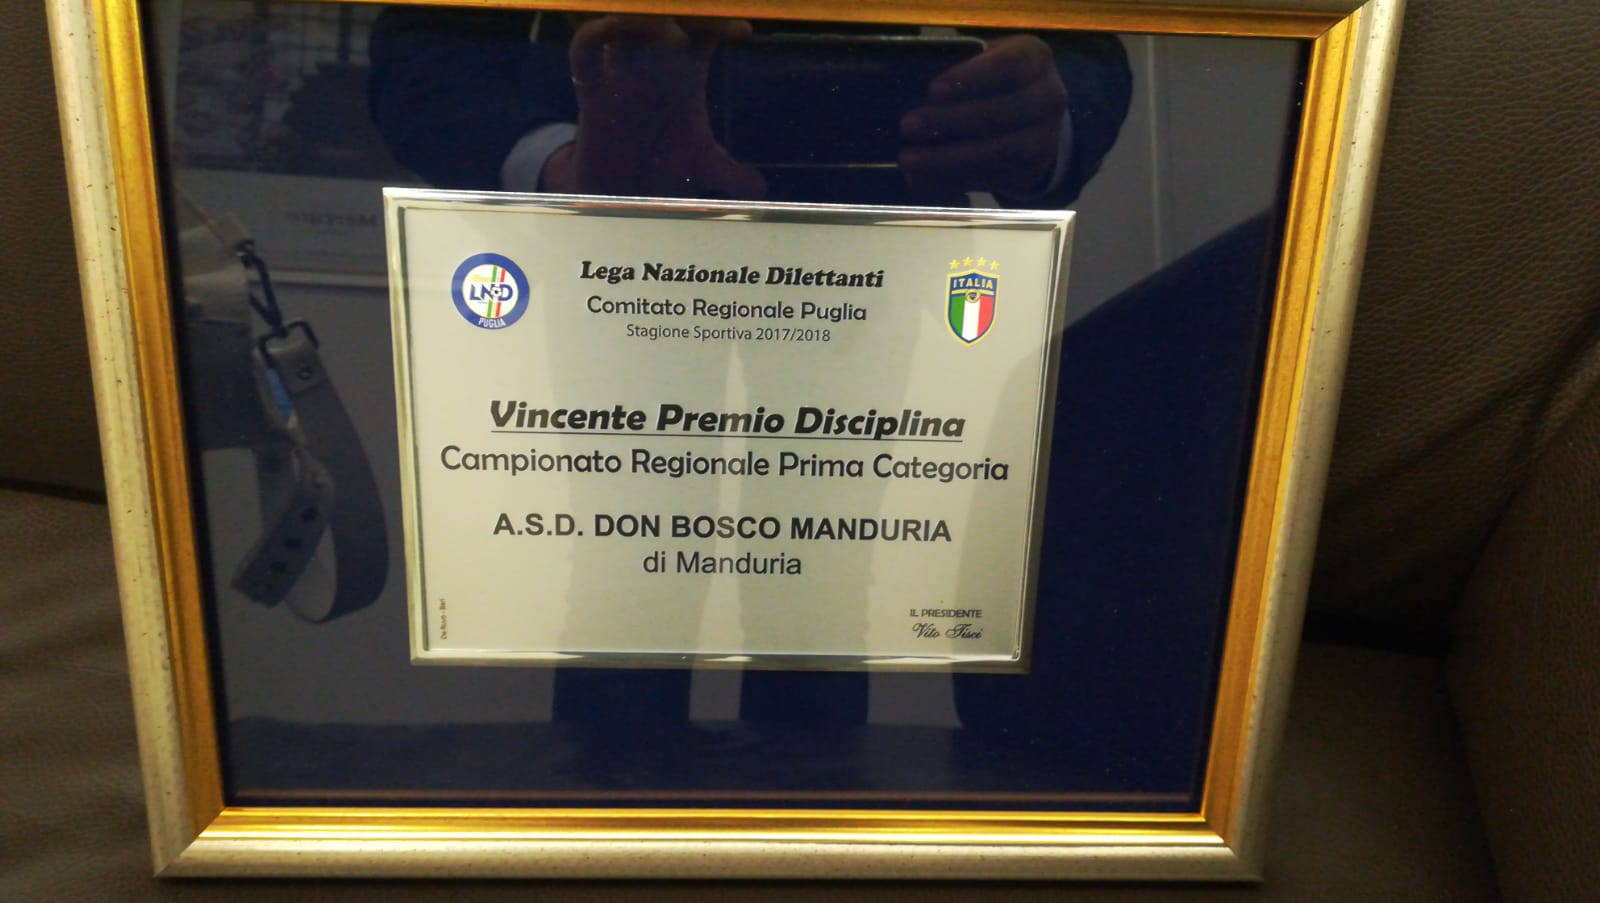 LND
PUGLIA
Lega Nazionale Dilettanti
Comitato Regionale Puglia
Stagione Sportiva 2017/2018
ITALIA
Vincente Premio Disciplina
Campionato Regionale Prima Categoria
A.S.D. DON BOSCO MANDURIA
di Manduria
IL PRESIDENTE
Vito Tisci